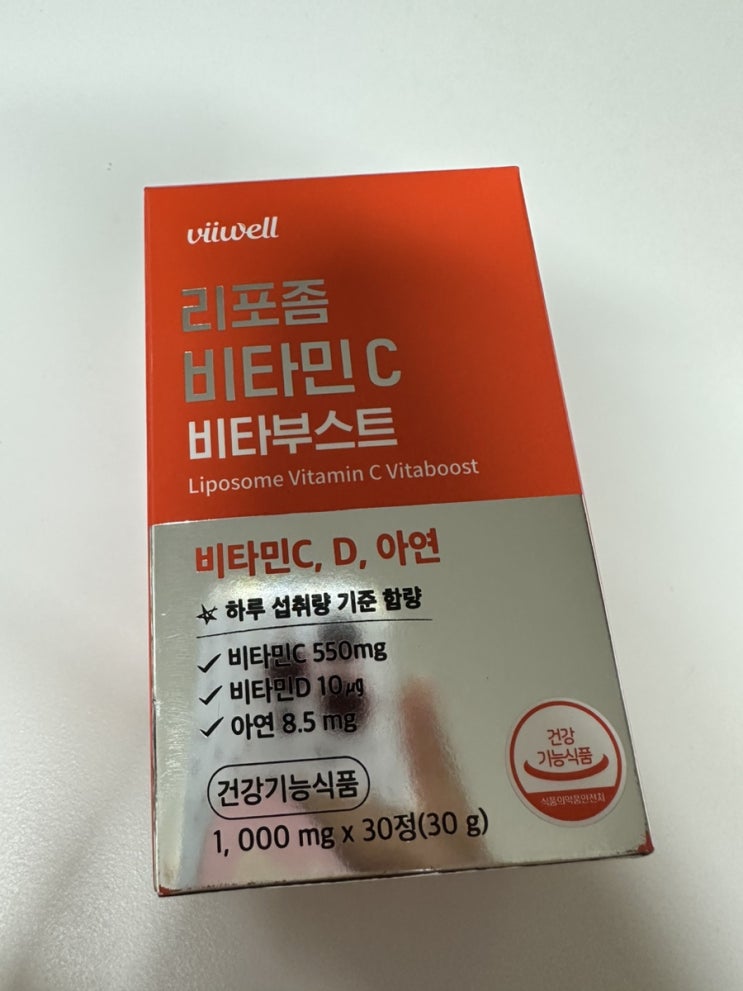 viiwell
리포좀
비타민 C
비타부스트
Liposome Vitamin C Vitaboost
비타민C, D, 아연
하루 섭취량 기준 함량
비타민C 550mg
비타민D 10㎍
아연 8.5 mg
건강기능식품
1, 000 mg x 30정(30 g)
건강
기능식품
식품의약품안전처